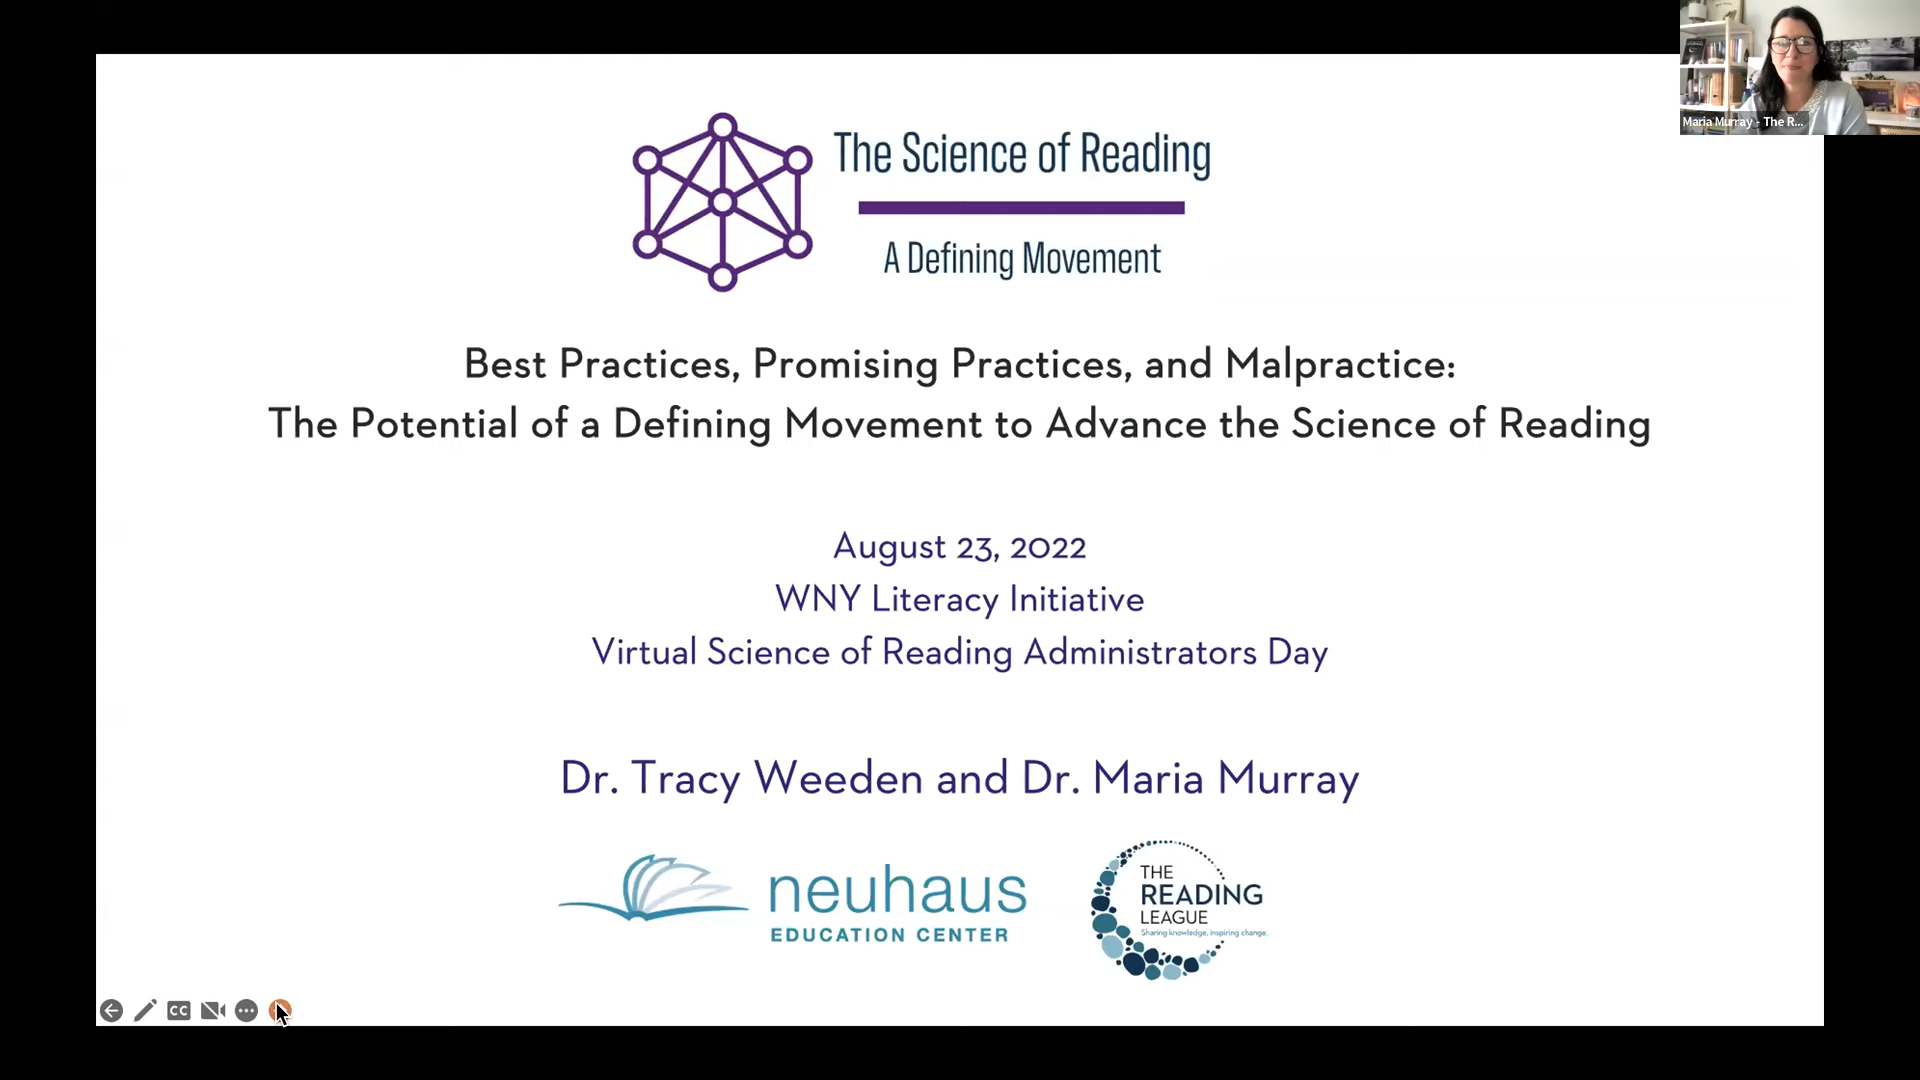 Maria Murray - The R...
The Science of Reading
A Defining Movement
Best Practices, Promising Practices, and Malpractice:
The Potential of a Defining Movement to Advance the Science of Reading
August 23, 2022
WNY Literacy Initiative
Virtual Science of Reading Administrators Day
Dr. Tracy Weeden and Dr. Maria Murray
neuhaus
EDUCATION CENTER
THE
READING
LEAGUE
Sharing knowledge, inspiring change.
CC